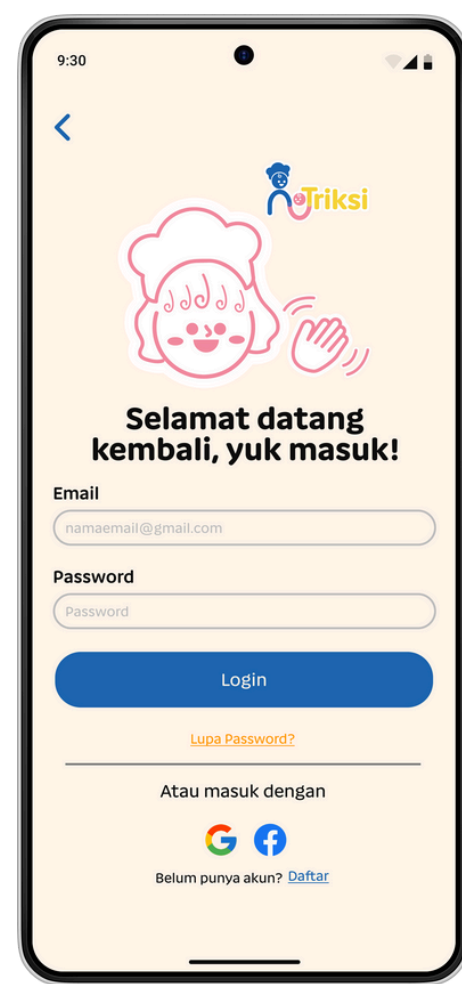 9:30
NuTriksi
Selamat datang
kembali, yuk masuk!
Email
namaemail@gmail.com
Password
Password
Login
Lupa Password?
Atau masuk dengan
Belum punya akun? Daftar